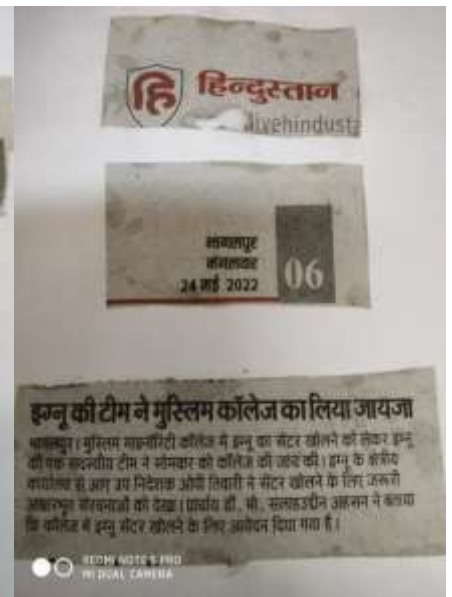 हि हिन्दुस्तान
livehindusta
भागलपुर
मंगलवार
24 मई 2022
06
इग्नू की टीम ने मुस्लिम कॉलेज का लिया जायजा
भागलपुर। मुस्लिम माइनॉरिटी कॉलेज में इग्नू का सेंटर खोलने को लेकर इग्नू
की एक सदस्यीय टीम ने सोमवार को कॉलेज की जांच की। इग्नू के क्षेत्रीय
कार्यालय से आए उप निदेशक ओपी तिवारी ने सेंटर खोलने के लिए जरूरी
आधारभूत संरचनाओं को देखा। प्राचार्य डॉ. मो. सलाहउद्दीन अहसन ने बताया
कि कॉलेज में इग्नू सेंटर खोलने के लिए आवेदन दिया गया है।
REDMI NOTE 5 PRO
MI DUAL CAMERA